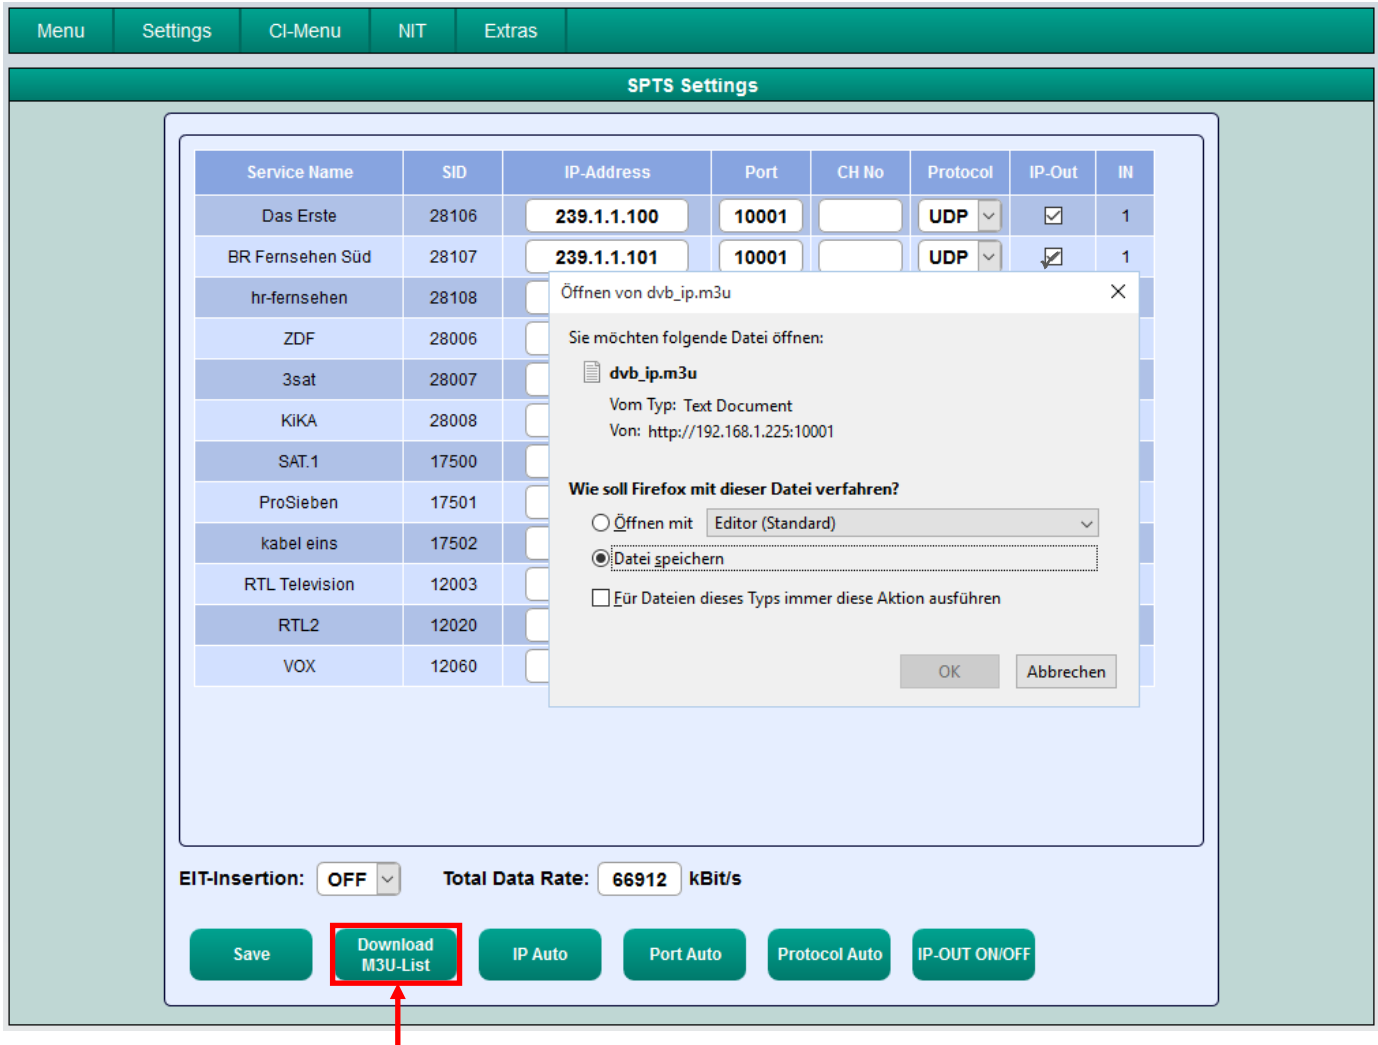 Menu Settings CI-Menu NIT Extras
SPTS Settings
Service Name SID IP-Address Port CH No Protocol IP-Out IN
Das Erste 28106 239.1.1.100 10001 UDP 1
BR Fernsehen Süd 28107 239.1.1.101 10001 UDP 1
hr-fernsehen 28108
ZDF 28006
3sat 28007
KiKA 28008
SAT.1 17500
ProSieben 17501
kabel eins 17502
RTL Television 12003
RTL2 12020
VOX 12060
Öffnen von dvb_ip.m3u
Sie möchten folgende Datei öffnen:
dvb_ip.m3u
Vom Typ: Text Document
Von: http://192.168.1.225:10001
Wie soll Firefox mit dieser Datei verfahren?
Öffnen mit Editor (Standard)
Datei speichern
Für Dateien dieses Typs immer diese Aktion ausführen
OK Abbrechen
EIT-Insertion: OFF Total Data Rate: 66912 kBit/s
Save Download M3U-List IP Auto Port Auto Protocol Auto IP-OUT ON/OFF